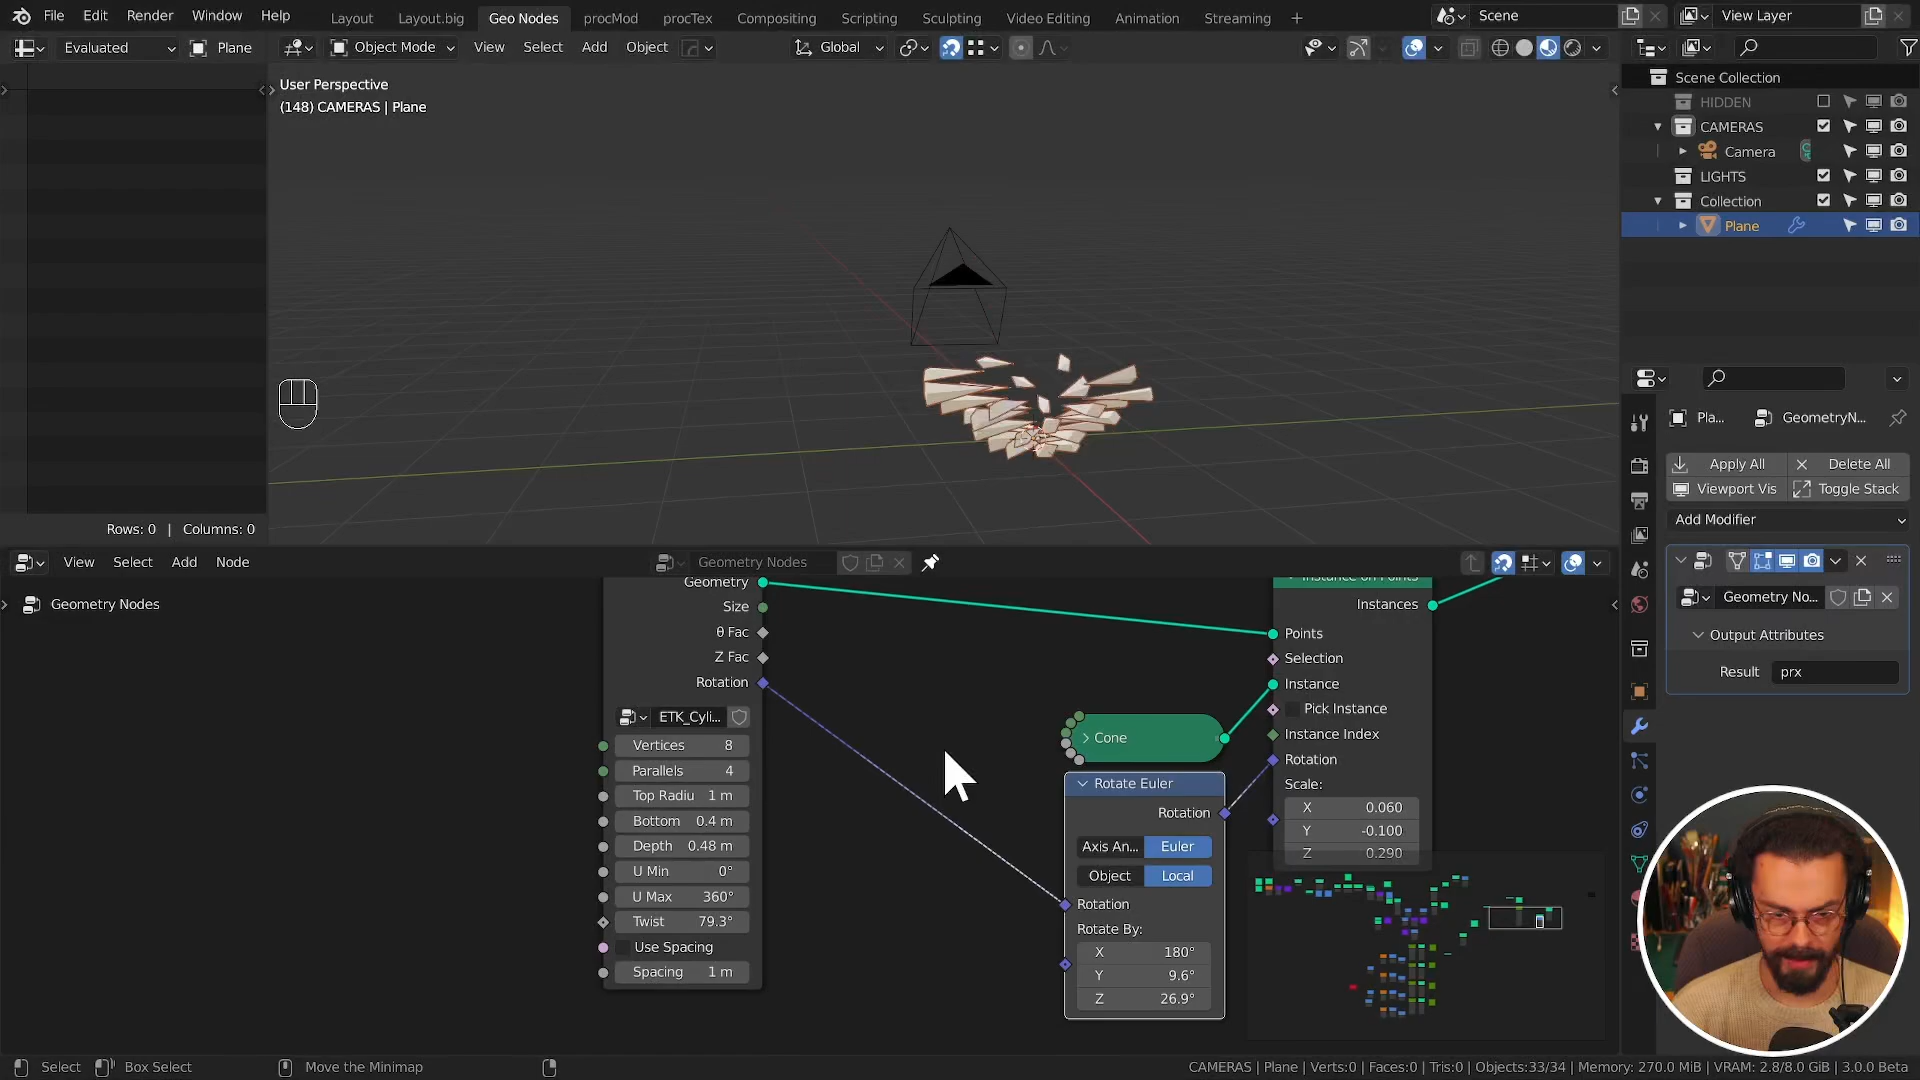 File Edit Render Window Help Layout Layout.big Geo Nodes procMod procTex Compositing Scripting Sculpting Video Editing Animation Streaming + Scene View Layer
Evaluated Plane Object Mode View Select Add Object Global
User Perspective
(148) CAMERAS | Plane
Rows: 0 | Columns: 0
Scene Collection
HIDDEN
CAMERAS
Camera
LIGHTS
Collection
Plane
Pla... GeometryN...
Apply All Delete All
Viewport Vis Toggle Stack
Add Modifier
Geometry No...
Output Attributes
Result prx
View Select Add Node Geometry Nodes
Geometry Nodes
Geometry
Size
θ Fac
Z Fac
Rotation
ETK_Cyli...
Vertices 8
Parallels 4
Top Radiu 1 m
Bottom 0.4 m
Depth 0.48 m
U Min 0°
U Max 360°
Twist 79.3°
Use Spacing
Spacing 1 m
Cone
Rotate Euler
Rotation
Axis An... Euler
Object Local
Rotation
Rotate By:
X 180°
Y 9.6°
Z 26.9°
Instance on Points
Instances
Points
Selection
Instance
Pick Instance
Instance Index
Rotation
Scale:
X 0.060
Y -0.100
Z 0.290
Select Box Select Move the Minimap CAMERAS | Plane | Verts:0 | Faces:0 | Tris:0 | Objects:33/34 | Memory: 270.0 MiB | VRAM: 2.8/8.0 GiB | 3.0.0 Beta